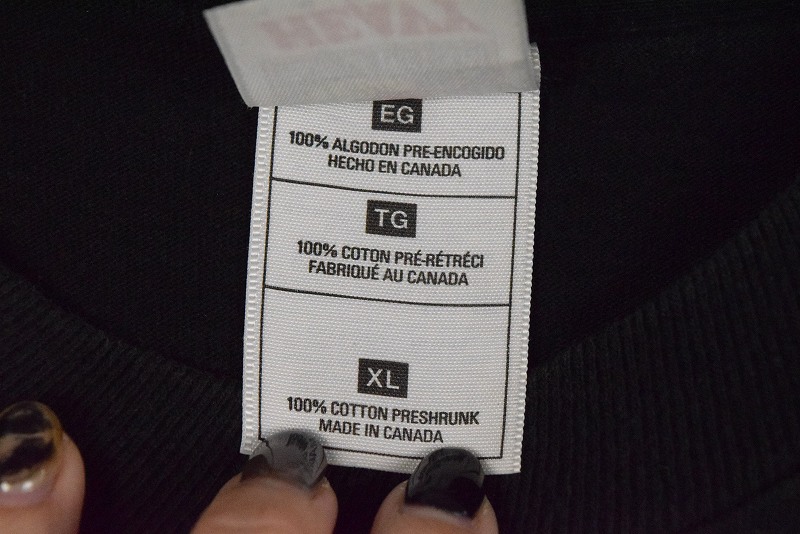 EG
100% ALGODON PRE-ENCOGIDO
HECHO EN CANADA
TG
100% COTON PRÉ-RÉTRÉCI
FABRIQUÉ AU CANADA
XL
100% COTTON PRESHRUNK
MADE IN CANADA